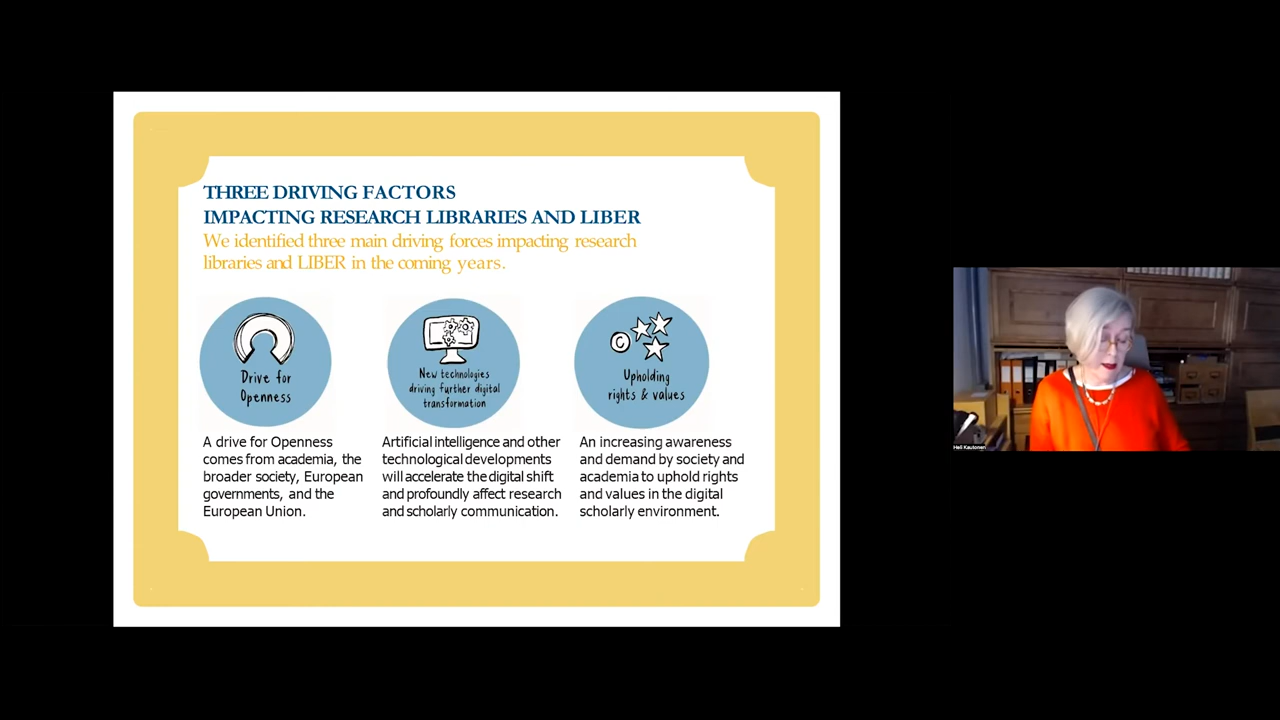 THREE DRIVING FACTORS
IMPACTING RESEARCH LIBRARIES AND LIBER
We identified three main driving forces impacting research
libraries and LIBER in the coming years.
Drive for
Openness
A drive for Openness
comes from academia, the
broader society, European
governments, and the
European Union.
New technologies
driving further digital
transformation
Artificial intelligence and other
technological developments
will accelerate the digital shift
and profoundly affect research
and scholarly communication.
C
Upholding
rights & values
An increasing awareness
and demand by society and
academia to uphold rights
and values in the digital
scholarly environment.
Heli Kautonen